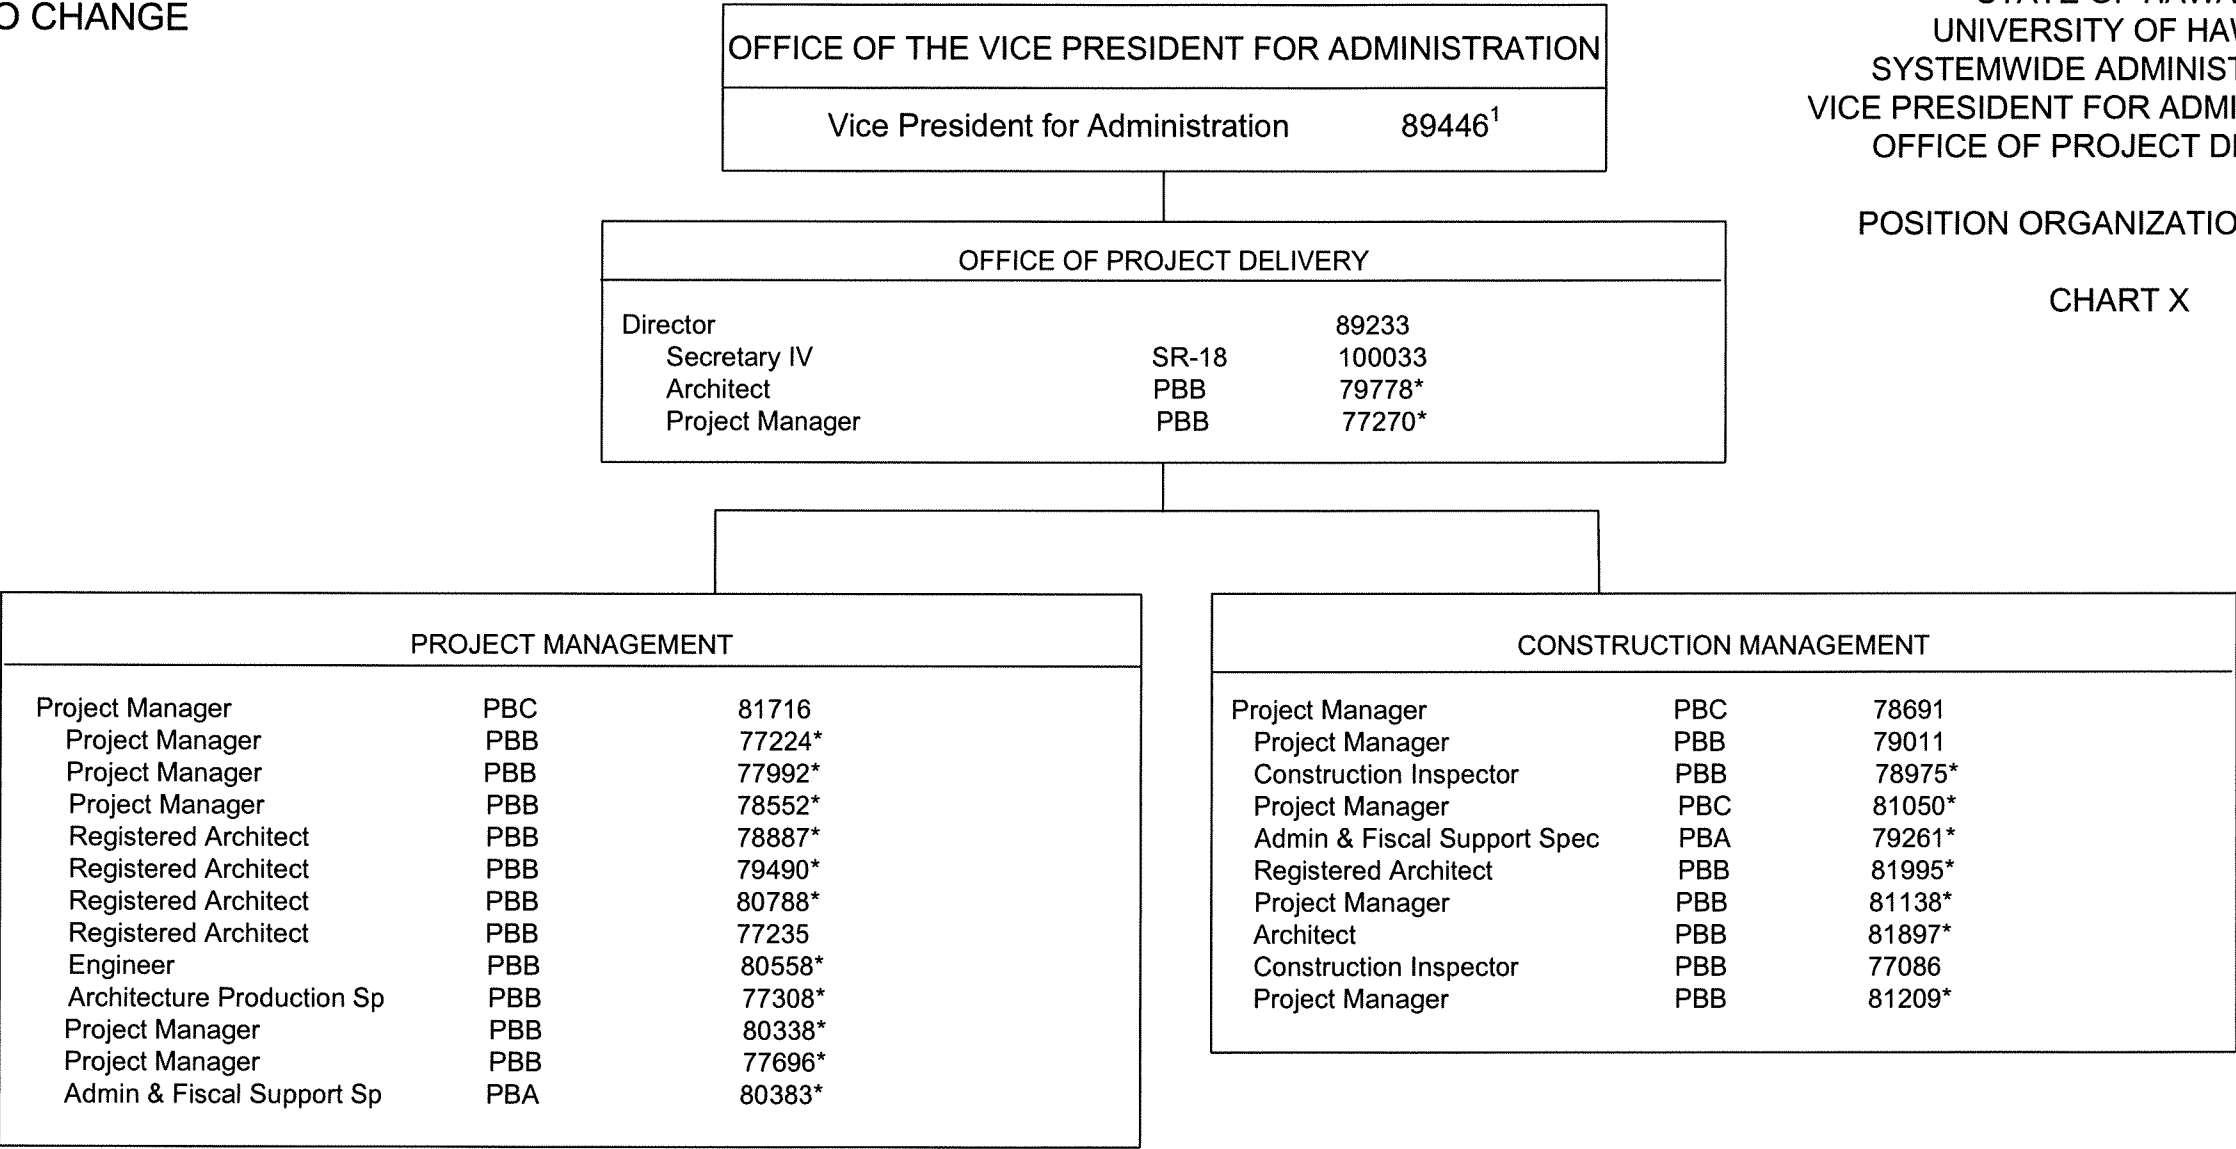 O CHANGE
STATE OF HAWA
UNIVERSITY OF HAW
SYSTEMWIDE ADMINIST
VICE PRESIDENT FOR ADMI
OFFICE OF PROJECT DE
POSITION ORGANIZATIO
CHART X
OFFICE OF THE VICE PRESIDENT FOR ADMINISTRATION
Vice President for Administration 89446¹
OFFICE OF PROJECT DELIVERY
Director 89233
Secretary IV SR-18 100033
Architect PBB 79778*
Project Manager PBB 77270*
PROJECT MANAGEMENT
Project Manager PBC 81716
Project Manager PBB 77224*
Project Manager PBB 77992*
Project Manager PBB 78552*
Registered Architect PBB 78887*
Registered Architect PBB 79490*
Registered Architect PBB 80788*
Registered Architect PBB 77235
Engineer PBB 80558*
Architecture Production Sp PBB 77308*
Project Manager PBB 80338*
Project Manager PBB 77696*
Admin & Fiscal Support Sp PBA 80383*
CONSTRUCTION MANAGEMENT
Project Manager PBC 78691
Project Manager PBB 79011
Construction Inspector PBB 78975*
Project Manager PBC 81050*
Admin & Fiscal Support Spec PBA 79261*
Registered Architect PBB 81995*
Project Manager PBB 81138*
Architect PBB 81897*
Construction Inspector PBB 77086
Project Manager PBB 81209*